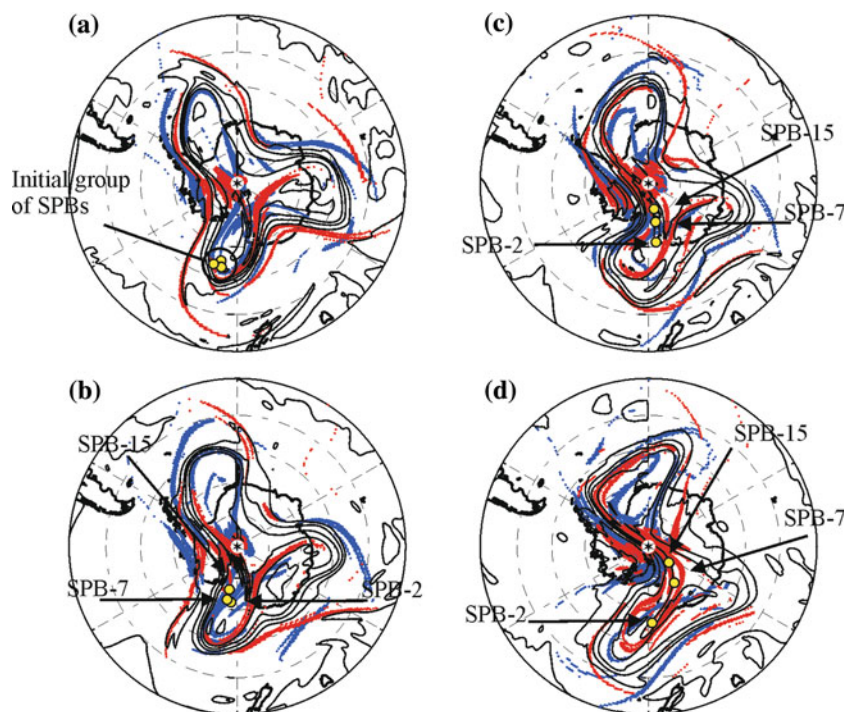 (a)
Initial group
of SPBs
(c)
SPB-15
SPB-7
SPB-2
(b)
SPB-15
SPB-7
SPB-2
(d)
SPB-15
SPB-7
SPB-2